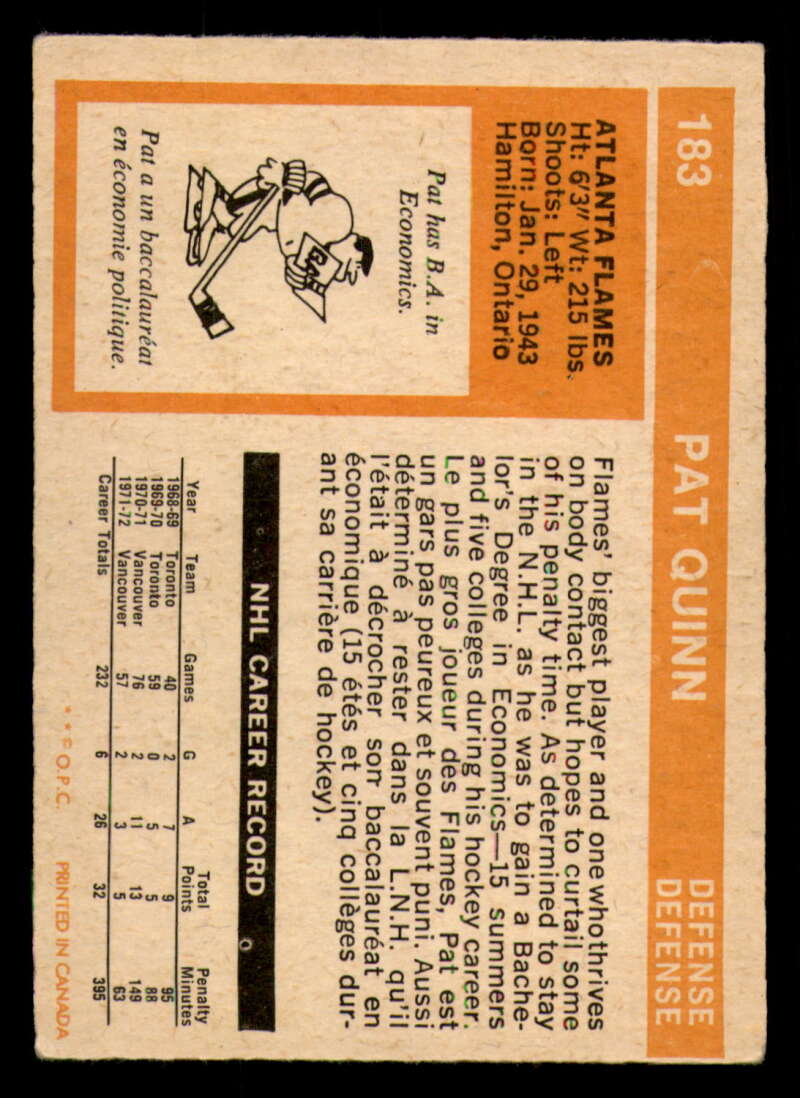 183 PAT QUINN DEFENSE
DEFENSE
ATLANTA FLAMES
Ht: 6'3" Wt: 215 lbs.
Shoots: Left
Born: Jan. 29, 1943
Hamilton, Ontario
Pat has B.A. in
Economics.
Pat a un baccalauréat
en économie politique.
Flames' biggest player and one who thrives
on body contact but hopes to curtail some
of his penalty time. As determined to stay
in the N.H.L. as he was to gain a Bache-
lor's Degree in Economics—15 summers
and five colleges during his hockey career.
Le plus gros joueur des Flames, Pat est
un gars pas peureux et souvent puni. Aussi
déterminé à rester dans la L.N.H. qu'il
l'était à décrocher son baccalauréat en
économique (15 étés et cinq collèges dur-
ant sa carrière de hockey).
NHL CAREER RECORD
Year Team Games G A Total Points Penalty Minutes
1968-69 Toronto 40 2 7 9 95
1969-70 Toronto 59 0 5 5 88
1970-71 Vancouver 76 2 11 13 149
1971-72 Vancouver 57 2 3 5 63
Career Totals 232 6 26 32 395
* * © O.P.C. PRINTED IN CANADA